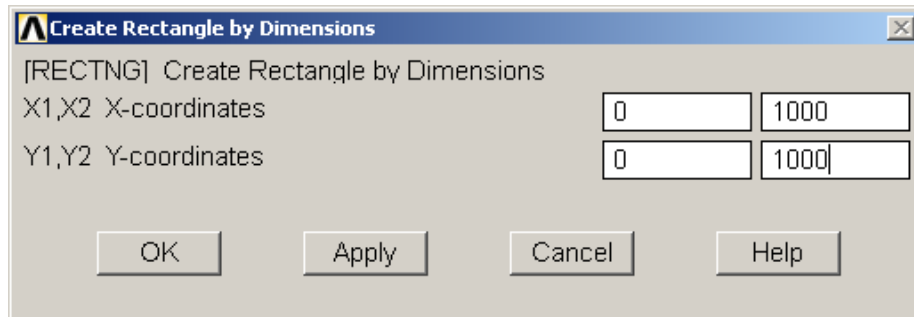 Create Rectangle by Dimensions
[RECTNG] Create Rectangle by Dimensions
X1,X2 X-coordinates 0 1000
Y1,Y2 Y-coordinates 0 1000
OK Apply Cancel Help